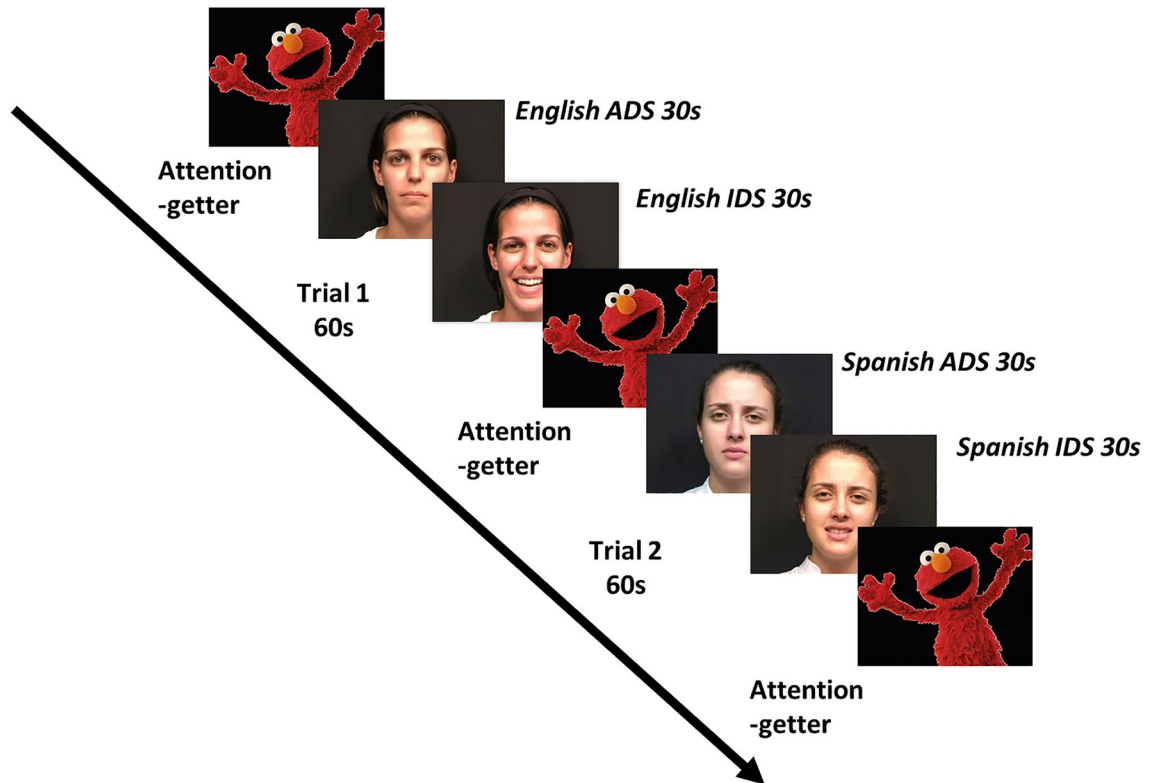 English ADS 30s
Attention
-getter
English IDS 30s
Trial 1
60s
Spanish ADS 30s
Attention
-getter
Spanish IDS 30s
Trial 2
60s
Attention
-getter